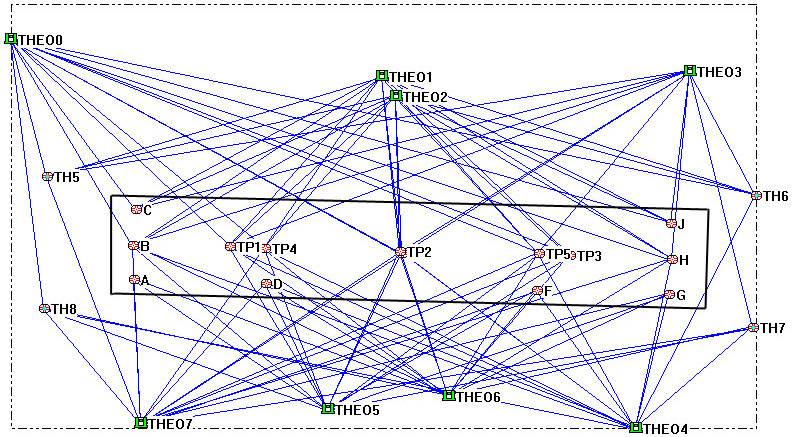 THEO0
THEO1
THEO3
THEO2
TH5
TH6
C
J
B
TP1
TP4
TP2
TP5
TP3
H
A
D
F
G
TH8
TH7
THEO6
THEO5
THEO7
THEO4